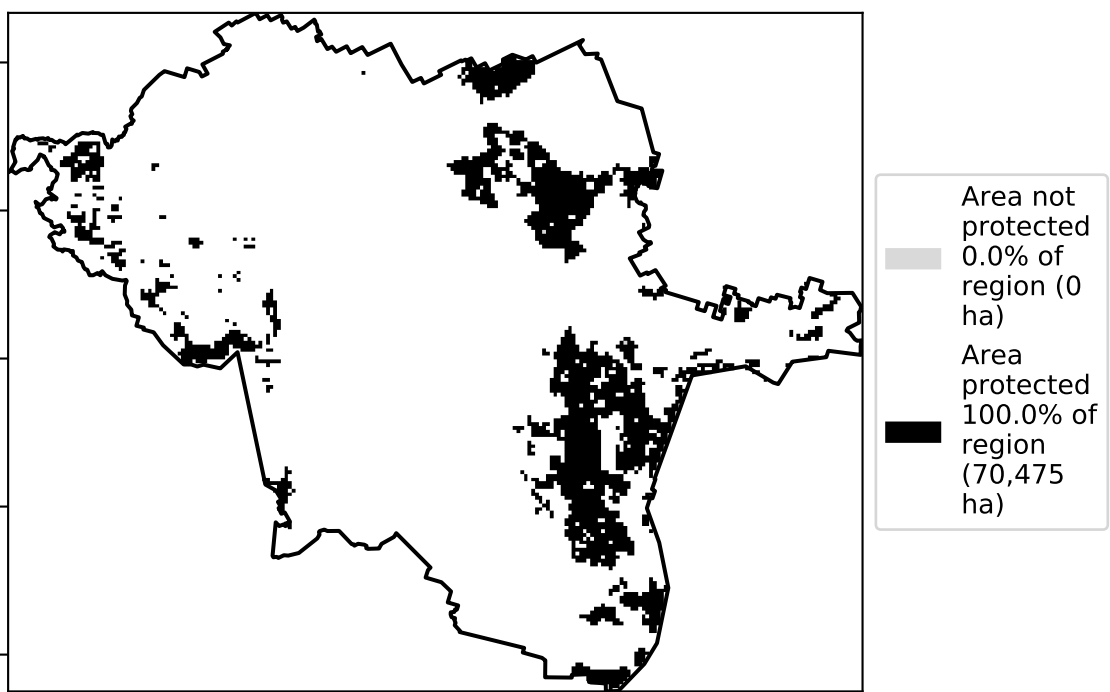 Area not
protected
0.0% of
region (0
ha)
Area
protected
100.0% of
region
(70,475
ha)